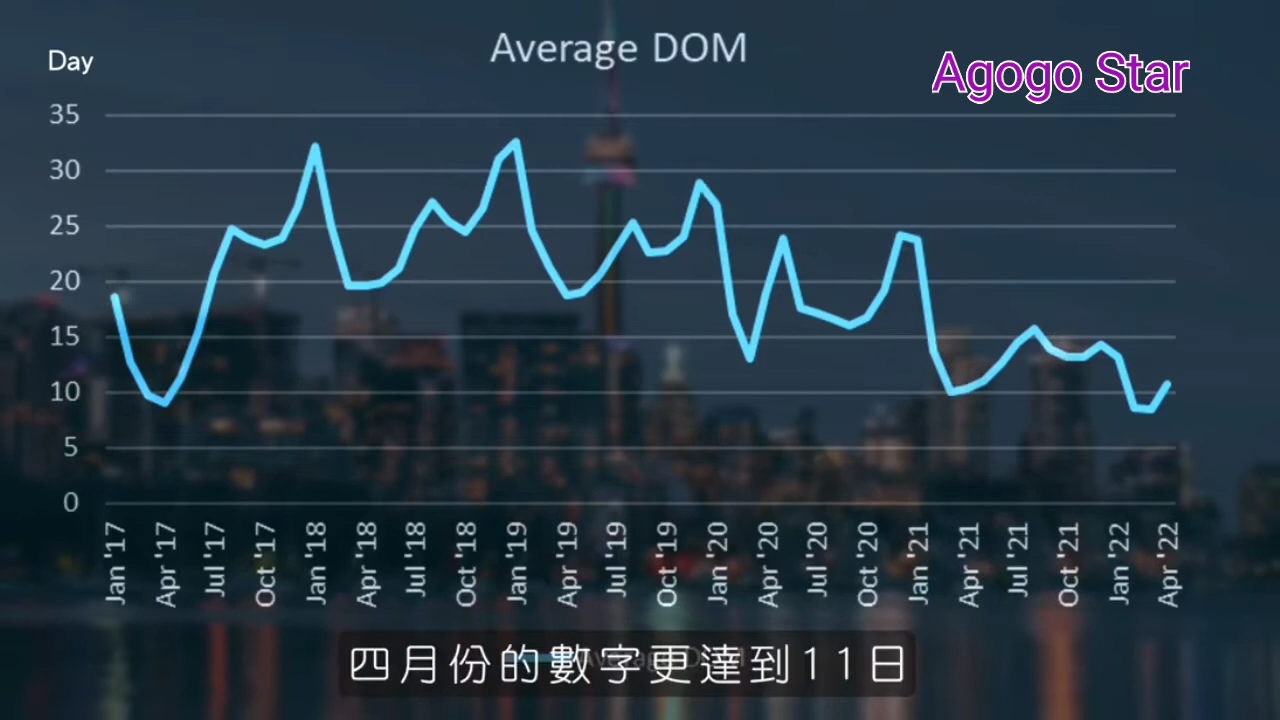 Average DOM
Agogo Star
Day
35
30
25
20
15
10
5
0
Jan '17
Apr '17
Jul '17
Oct '17
Jan '18
Apr '18
Jul '18
Oct '18
Jan '19
Apr '19
Jul '19
Oct '19
Jan '20
Apr '20
Jul '20
Oct '20
Jan '21
Apr '21
Jul '21
Oct '21
Jan '22
Apr '22
四月份的數字更達到11日